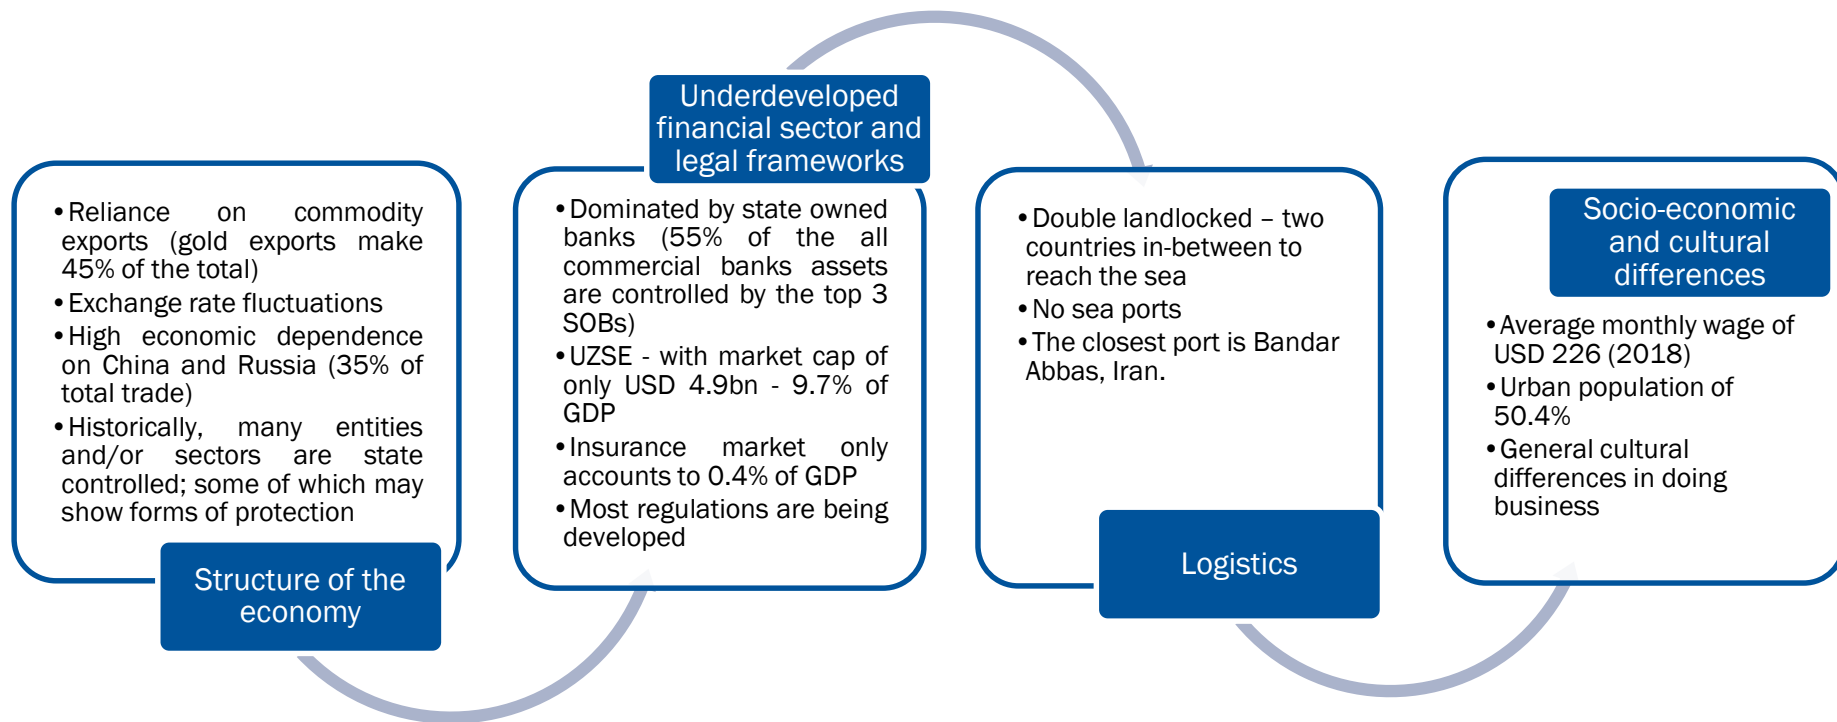 •Reliance on commodity
exports (gold exports make
45% of the total)
•Exchange rate fluctuations
•High economic dependence
on China and Russia (35% of
total trade)
•Historically, many entities
and/or sectors are state
controlled; some of which may
show forms of protection
Structure of the
economy
Underdeveloped
financial sector and
legal frameworks
•Dominated by state owned
banks (55% of the all
commercial banks assets
are controlled by the top 3
SOBs)
•UZSE - with market cap of
only USD 4.9bn - 9.7% of
GDP
•Insurance market only
accounts to 0.4% of GDP
•Most regulations are being
developed
•Double landlocked – two
countries in-between to
reach the sea
•No sea ports
•The closest port is Bandar
Abbas, Iran.
Logistics
Socio-economic
and cultural
differences
•Average monthly wage of
USD 226 (2018)
•Urban population of
50.4%
•General cultural
differences in doing
business